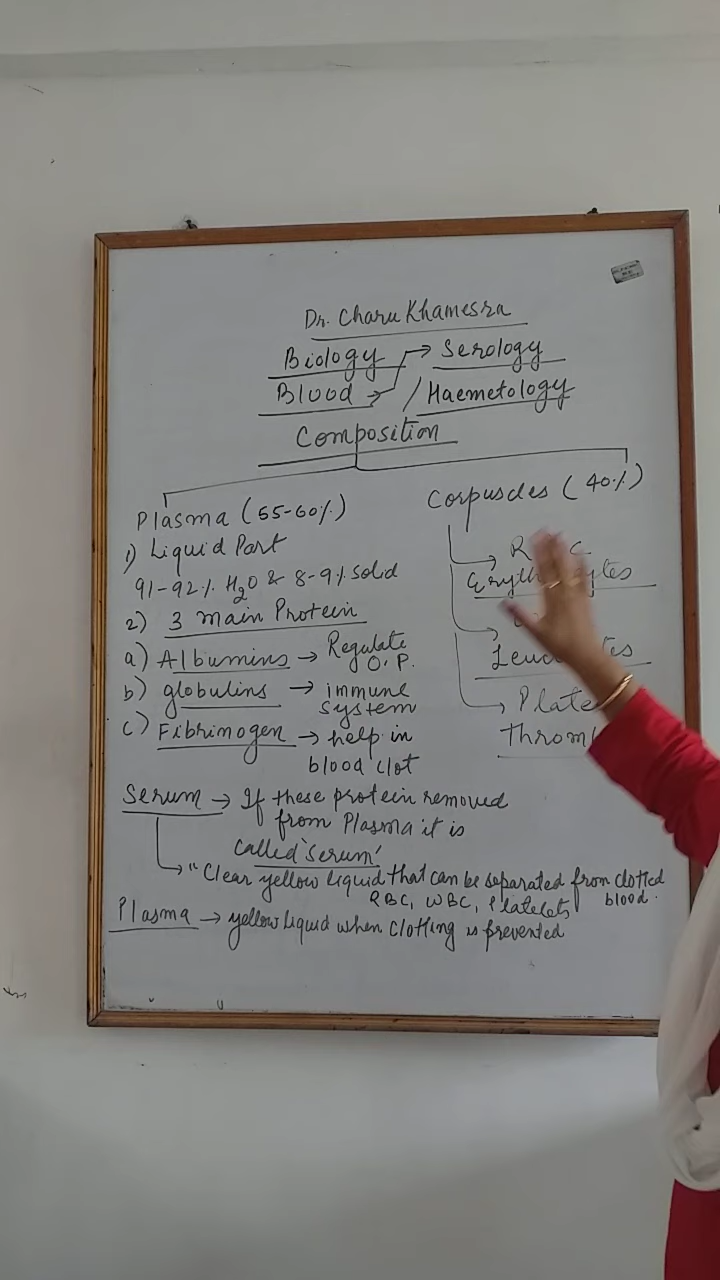 Dr. Charu Khamesra
Biology → Serology
Blood → / Haemetology
Composition
Plasma (55-60%)
1) Liquid Part
91-92% H2O & 8-9% Solid
2) 3 main Protein
a) Albumins → Regulate O.P.
b) globulins → immune system
c) Fibrinogen → help in blood clot
Corpuscles (40%)
Leuc
Plate
Thromb
Serum → If these protein removed
from Plasma it is
called 'serum'
→ "Clear yellow liquid that can be separated from clotted
RBC, WBC, Platelets blood.
Plasma → yellow liquid when clotting is prevented